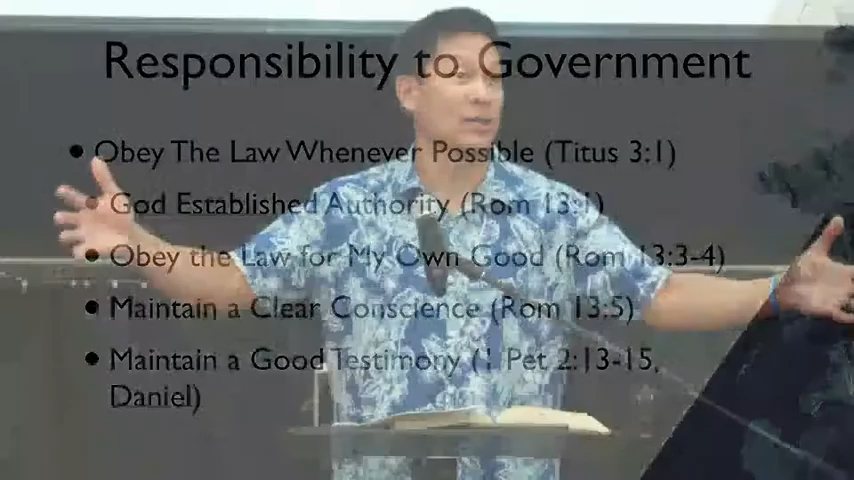 Responsibility to Government
• Obey The Law Whenever Possible (Titus 3:1)
• God Established Authority (Rom 13:1)
• Obey the Law for My Own Good (Rom 13:3-4)
• Maintain a Clear Conscience (Rom 13:5)
• Maintain a Good Testimony (1 Pet 2:13-15,
Daniel)